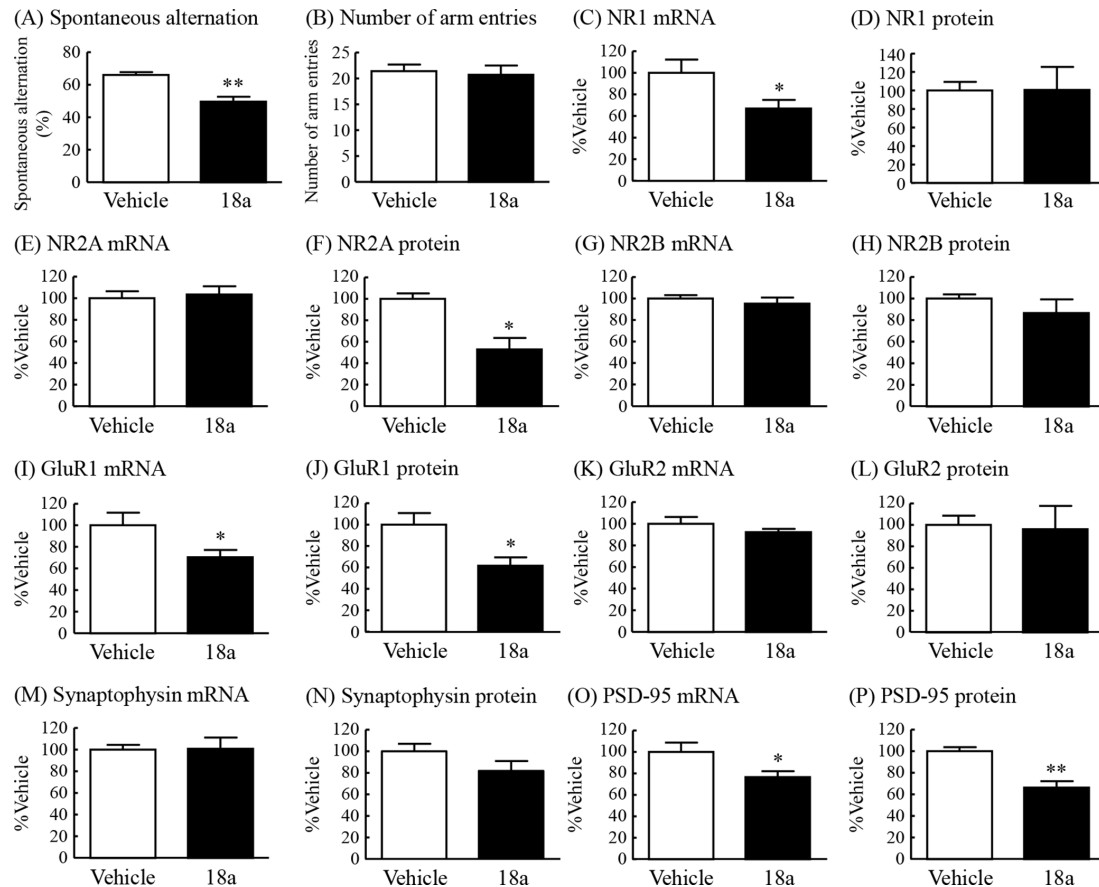 (A) Spontaneous alternation
Spontaneous alternation
(%)
80
60
40
20
0
**
Vehicle
18a
(B) Number of arm entries
Number of arm entries
25
20
15
10
5
0
Vehicle
18a
(C) NR1 mRNA
%Vehicle
120
100
80
60
40
20
0
*
Vehicle
18a
(D) NR1 protein
%Vehicle
140
120
100
80
60
40
20
0
Vehicle
18a
(E) NR2A mRNA
%Vehicle
120
100
80
60
40
20
0
Vehicle
18a
(F) NR2A protein
%Vehicle
120
100
80
60
40
20
0
*
Vehicle
18a
(G) NR2B mRNA
%Vehicle
120
100
80
60
40
20
0
Vehicle
18a
(H) NR2B protein
%Vehicle
120
100
80
60
40
20
0
Vehicle
18a
(I) GluR1 mRNA
%Vehicle
120
100
80
60
40
20
0
*
Vehicle
18a
(J) GluR1 protein
%Vehicle
120
100
80
60
40
20
0
*
Vehicle
18a
(K) GluR2 mRNA
%Vehicle
120
100
80
60
40
20
0
Vehicle
18a
(L) GluR2 protein
%Vehicle
120
100
80
60
40
20
0
Vehicle
18a
(M) Synaptophysin mRNA
%Vehicle
120
100
80
60
40
20
0
Vehicle
18a
(N) Synaptophysin protein
%Vehicle
120
100
80
60
40
20
0
Vehicle
18a
(O) PSD-95 mRNA
%Vehicle
120
100
80
60
40
20
0
*
Vehicle
18a
(P) PSD-95 protein
%Vehicle
120
100
80
60
40
20
0
**
Vehicle
18a